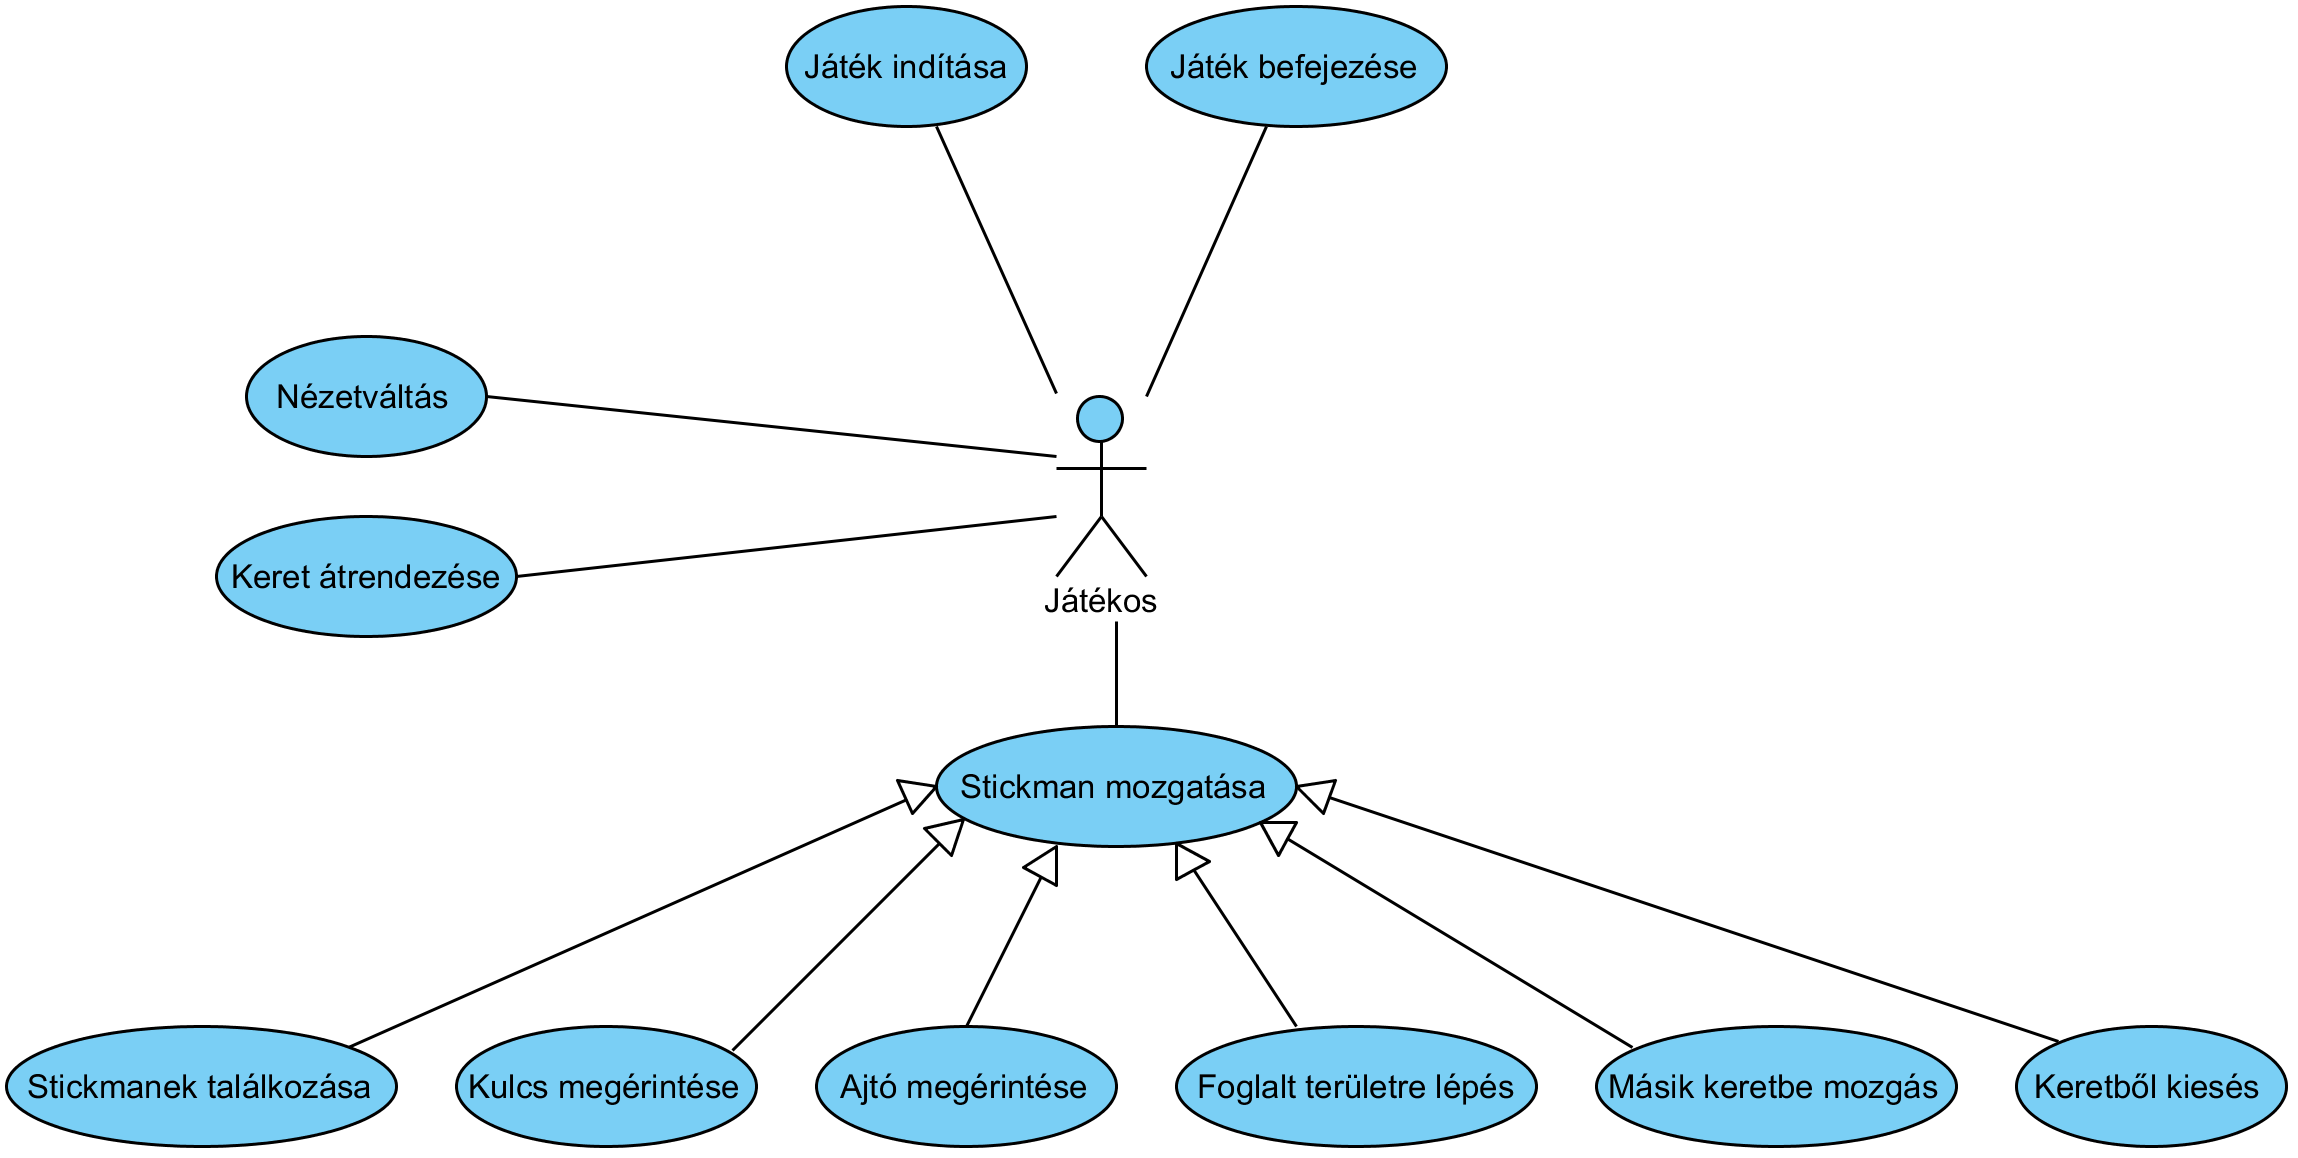 Játék indítása
Játék befejezése
Nézetváltás
Keret átrendezése
Játékos
Stickman mozgatása
Stickmanek találkozása
Kulcs megérintése
Ajtó megérintése
Foglalt területre lépés
Másik keretbe mozgás
Keretből kiesés